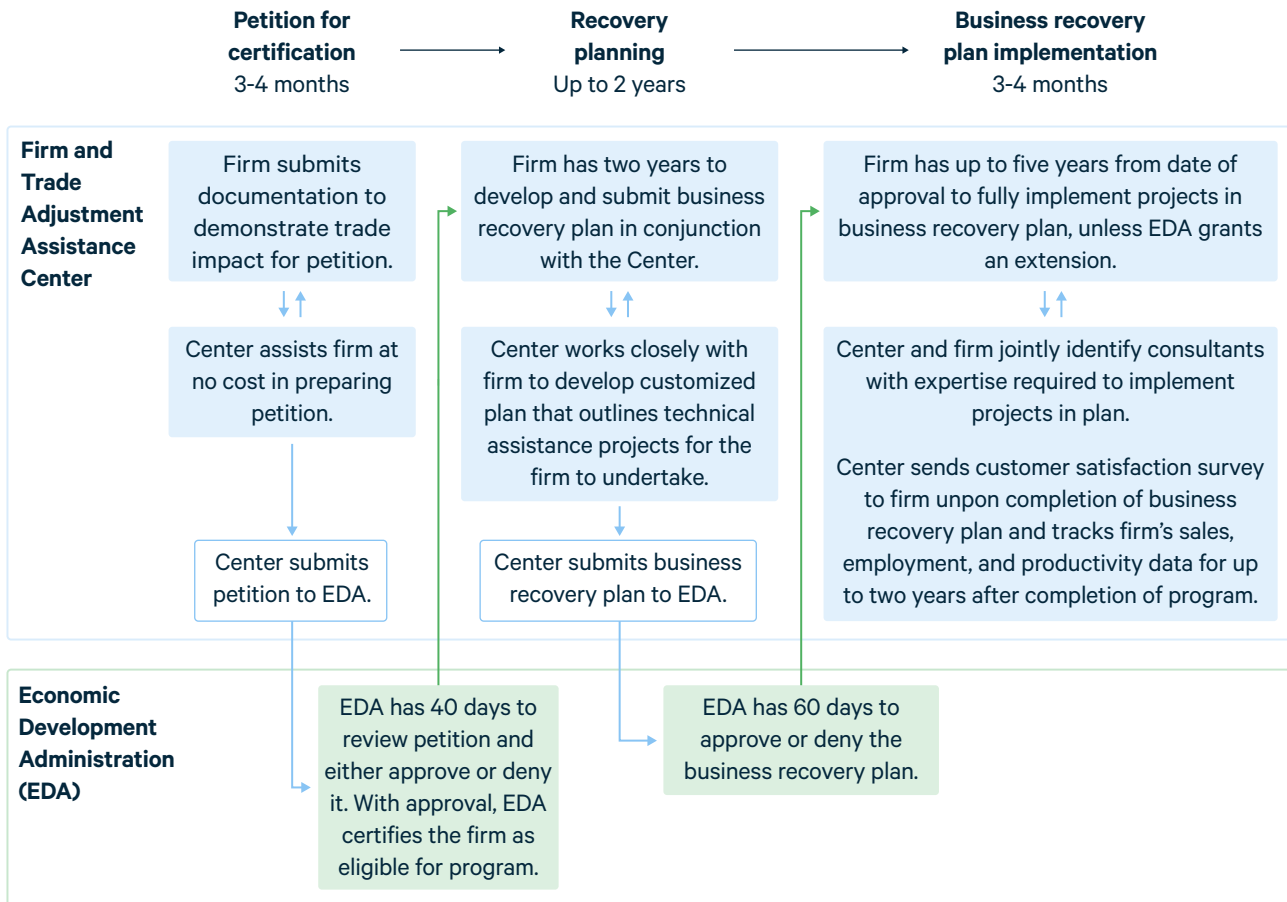 Petition for
certification
3-4 months
Recovery
planning
Up to 2 years
Business recovery
plan implementation
3-4 months
Firm and
Trade
Adjustment
Assistance
Center
Firm submits
documentation to
demonstrate trade
impact for petition.
Center assists firm at
no cost in preparing
petition.
Center submits
petition to EDA.
Firm has two years to
develop and submit business
recovery plan in conjunction
with the Center.
Center works closely with
firm to develop customized
plan that outlines technical
assistance projects for the
firm to undertake.
Center submits business
recovery plan to EDA.
Firm has up to five years from date of
approval to fully implement projects in
business recovery plan, unless EDA grants
an extension.
Center and firm jointly identify consultants
with expertise required to implement
projects in plan.
Center sends customer satisfaction survey
to firm unpon completion of business
recovery plan and tracks firm’s sales,
employment, and productivity data for up
to two years after completion of program.
Economic
Development
Administration
(EDA)
EDA has 40 days to
review petition and
either approve or deny
it. With approval, EDA
certifies the firm as
eligible for program.
EDA has 60 days to
approve or deny the
business recovery plan.